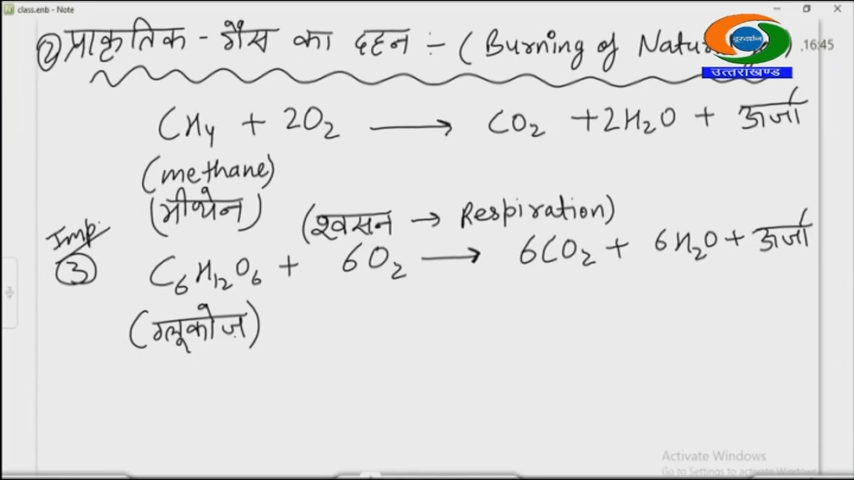 class.enb - Note
② प्राकृतिक - गैस का दहन :- ( Burning of Natural ) ,16:45
उत्तराखण्ड
CH4 + 2O2 ⟶ CO2 + 2H2O + ऊर्जा
(methane)
(मीथेन)
(श्वसन → Respiration)
Imp.
③ C6H12O6 + 6O2 ⟶ 6CO2 + 6H2O + ऊर्जा
(ग्लूकोज़)
Activate Windows
Go to Settings to activate Windows.